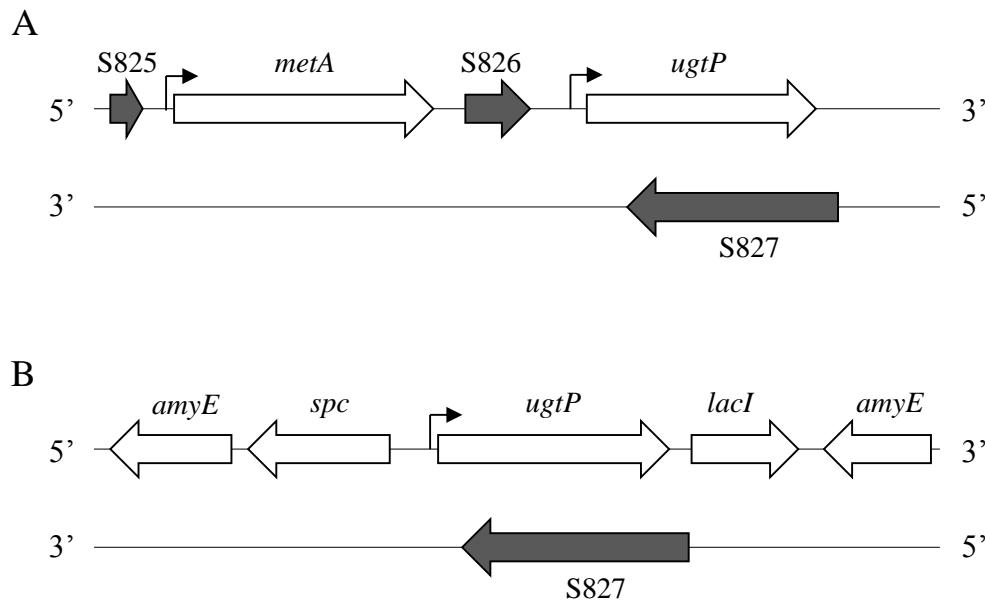 A
S825 metA S826 ugtP
5’ 3’
3’ 5’
S827
B
amyE spc ugtP lacI amyE
5’ 3’
3’ 5’
S827